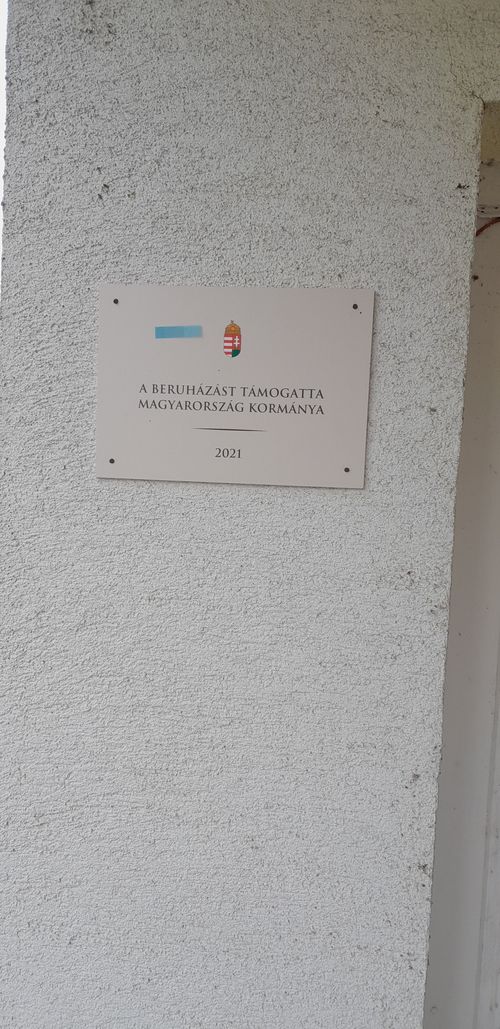 A BERUHÁZÁST TÁMOGATTA
MAGYARORSZÁG KORMÁNYA
2021